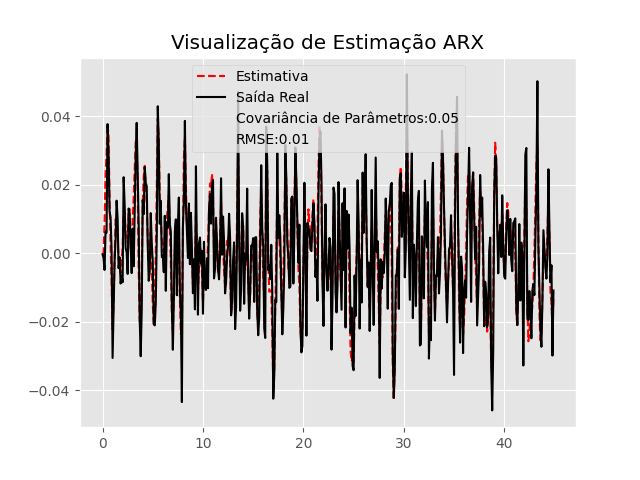 Visualização de Estimação ARX
Estimativa
Saída Real
Covariância de Parâmetros:0.05
RMSE:0.01
0.04
0.02
0.00
−0.02
−0.04
0 10 20 30 40